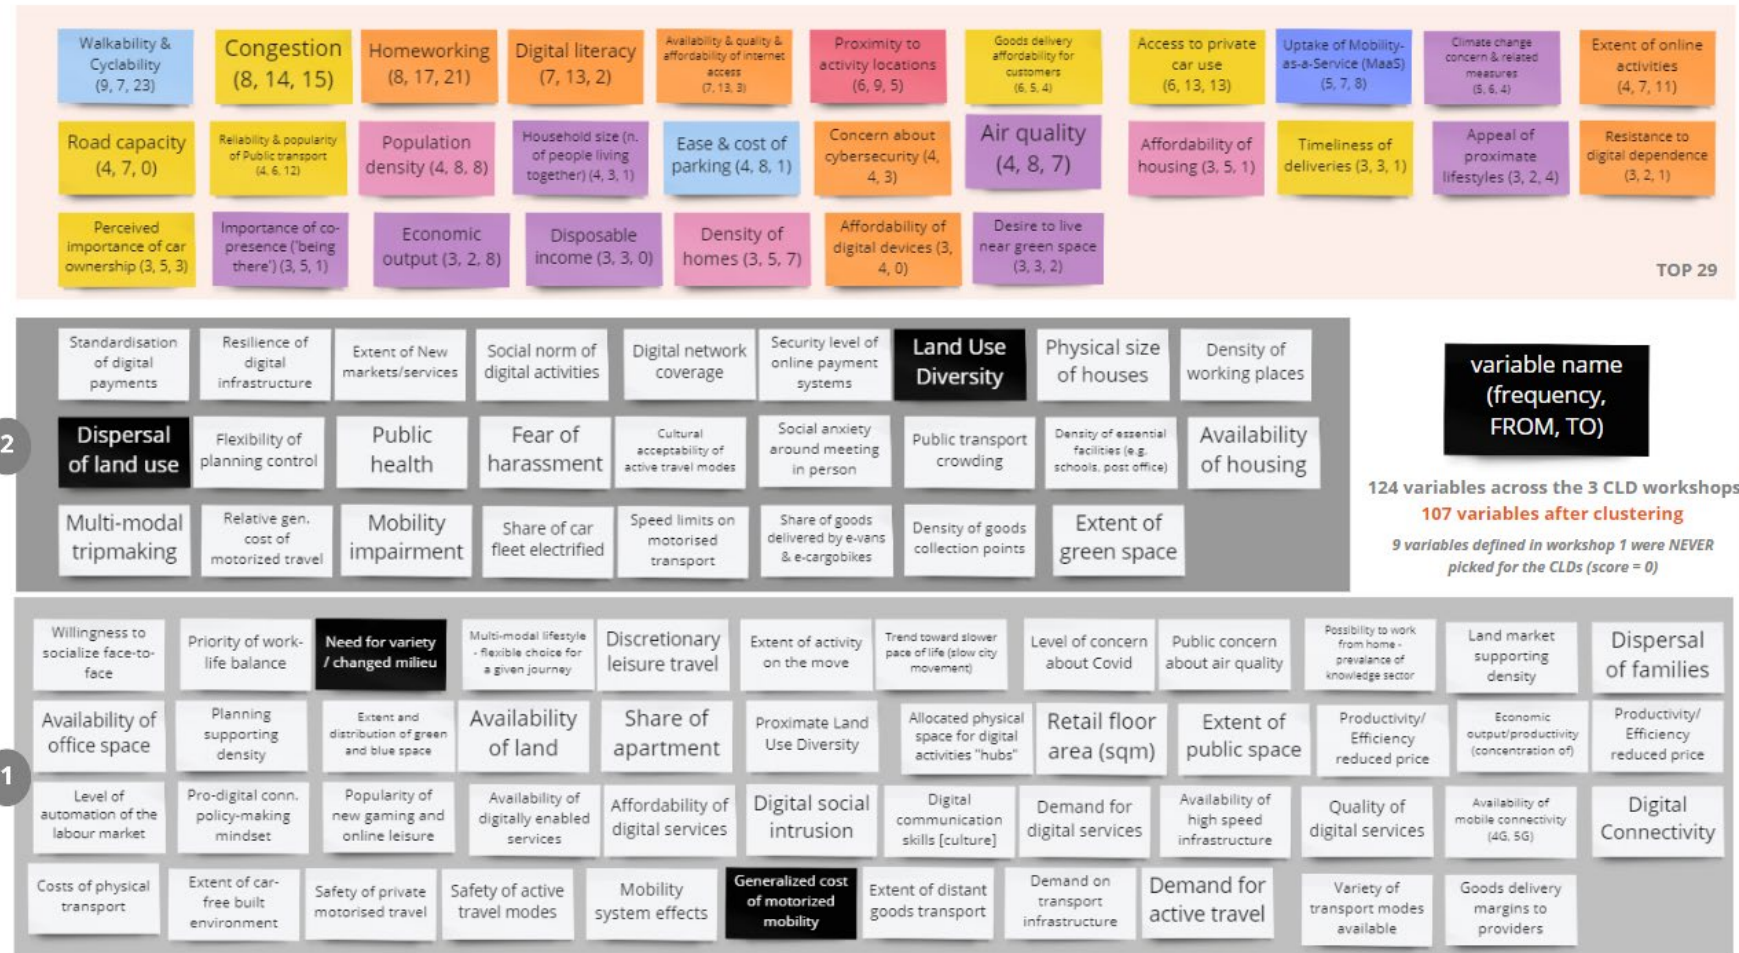 Walkability &
Cyclability
(9, 7, 23)
Congestion
(8, 14, 15)
Homeworking
(8, 17, 21)
Digital literacy
(7, 13, 2)
Availability & quality &
affordability of internet
access
(7, 13, 3)
Proximity to
activity locations
(6, 9, 5)
Goods delivery
affordability for
customers
(6, 5, 4)
Access to private
car use
(6, 13, 13)
Uptake of Mobility-
as-a-Service (MaaS)
(5, 7, 8)
Climate change
concern & related
measures
(5, 6, 4)
Extent of online
activities
(4, 7, 11)
Road capacity
(4, 7, 0)
Reliability & popularity
of Public transport
(4, 6, 12)
Population
density (4, 8, 8)
Household size (n.
of people living
together) (4, 3, 1)
Ease & cost of
parking (4, 8, 1)
Concern about
cybersecurity (4,
4, 3)
Air quality
(4, 8, 7)
Affordability of
housing (3, 5, 1)
Timeliness of
deliveries (3, 3, 1)
Appeal of
proximate
lifestyles (3, 2, 4)
Resistance to
digital dependence
(3, 2, 1)
Perceived
importance of car
ownership (3, 5, 3)
Importance of co-
presence ('being
there') (3, 5, 1)
Economic
output (3, 2, 8)
Disposable
income (3, 3, 0)
Density of
homes (3, 5, 7)
Affordability of
digital devices (3,
4, 0)
Desire to live
near green space
(3, 3, 2)
TOP 29
2
Standardisation
of digital
payments
Resilience of
digital
infrastructure
Extent of New
markets/services
Social norm of
digital activities
Digital network
coverage
Security level of
online payment
systems
Land Use
Diversity
Physical size
of houses
Density of
working places
Dispersal
of land use
Flexibility of
planning control
Public
health
Fear of
harassment
Cultural
acceptability of
active travel modes
Social anxiety
around meeting
in person
Public transport
crowding
Density of essential
facilities (e.g.
schools, post office)
Availability
of housing
Multi-modal
tripmaking
Relative gen.
cost of
motorized travel
Mobility
impairment
Share of car
fleet electrified
Speed limits on
motorised
transport
Share of goods
delivered by e-vans
& e-cargobikes
Density of goods
collection points
Extent of
green space
variable name
(frequency,
FROM, TO)
124 variables across the 3 CLD workshops
107 variables after clustering
9 variables defined in workshop 1 were NEVER
picked for the CLDs (score = 0)
1
Willingness to
socialize face-to-
face
Priority of work-
life balance
Need for variety
/ changed milieu
Multi-modal lifestyle
- flexible choice for
a given journey
Discretionary
leisure travel
Extent of activity
on the move
Trend toward slower
pace of life (slow city
movement)
Level of concern
about Covid
Public concern
about air quality
Possibility to work
from home -
prevalance of
knowledge sector
Land market
supporting
density
Dispersal
of families
Availability of
office space
Planning
supporting
density
Extent and
distribution of green
and blue space
Availability
of land
Share of
apartment
Proximate Land
Use Diversity
Allocated physical
space for digital
activities "hubs"
Retail floor
area (sqm)
Extent of
public space
Productivity/
Efficiency
reduced price
Economic
output/productivity
(concentration of)
Productivity/
Efficiency
reduced price
Level of
automation of the
labour market
Pro-digital conn.
policy-making
mindset
Popularity of
new gaming and
online leisure
Availability of
digitally enabled
services
Affordability of
digital services
Digital social
intrusion
Digital
communication
skills [culture]
Demand for
digital services
Availability of
high speed
infrastructure
Quality of
digital services
Availability of
mobile connectivity
(4G, 5G)
Digital
Connectivity
Costs of physical
transport
Extent of car-
free built
environment
Safety of private
motorised travel
Safety of active
travel modes
Mobility
system effects
Generalized cost
of motorized
mobility
Extent of distant
goods transport
Demand on
transport
infrastructure
Demand for
active travel
Variety of
transport modes
available
Goods delivery
margins to
providers